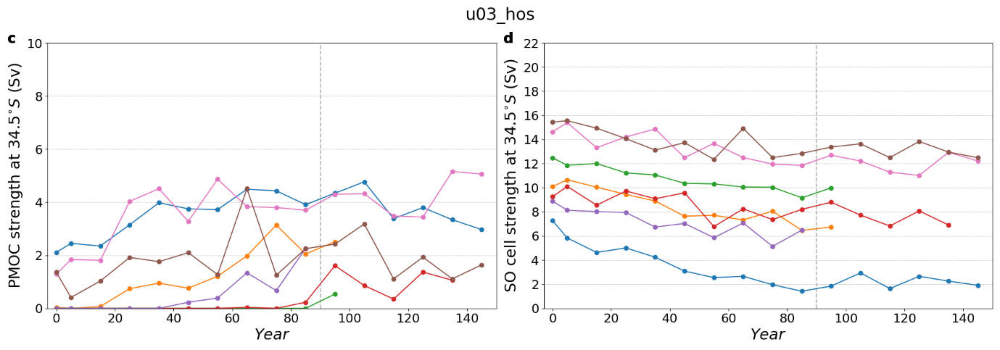 u03_hos
c
d
PMOC strength at 34.5°S (Sv)
10
8
6
4
2
0
0 20 40 60 80 100 120 140
Year
SO cell strength at 34.5°S (Sv)
22
20
18
16
14
12
10
8
6
4
2
0
0 20 40 60 80 100 120 140
Year